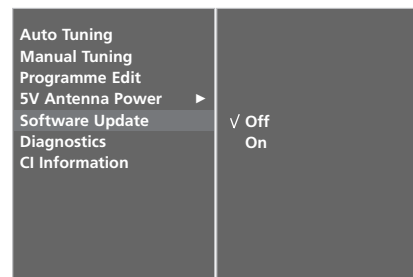 Auto Tuning
Manual Tuning
Programme Edit
5V Antenna Power ►
Software Update
Diagnostics
CI Information
√ Off
On